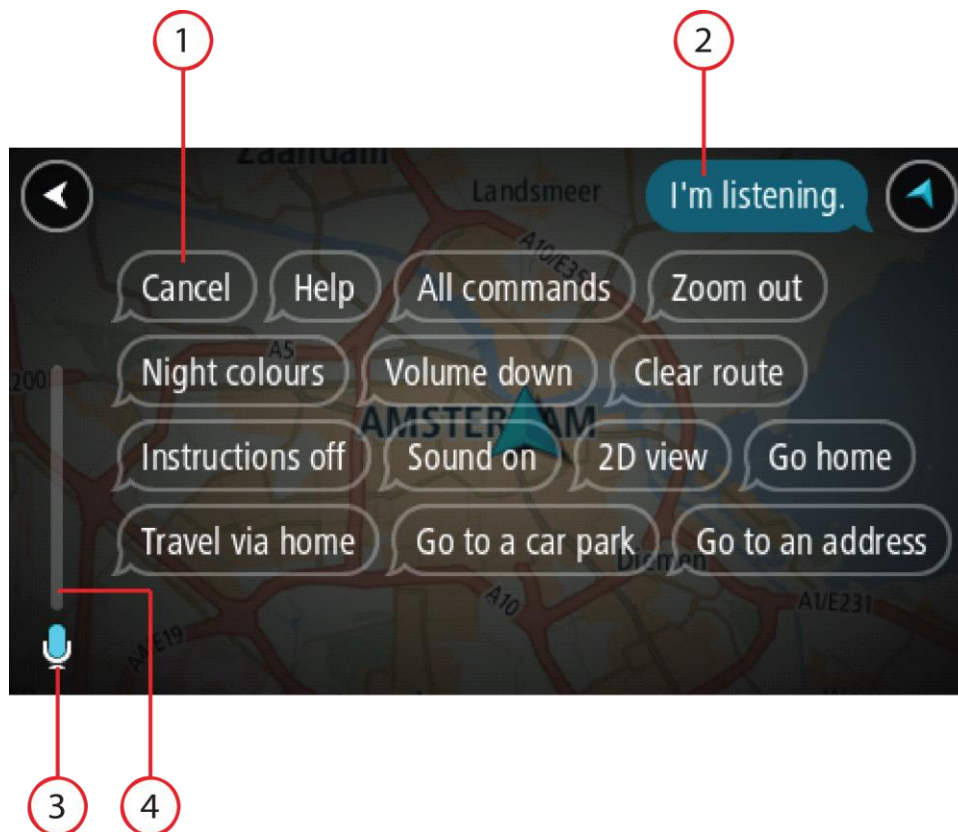 1
2
Zaandam
Landsmeer
I'm listening.
A10/E35
Cancel
Help
All commands
Zoom out
A5
200
Night colours
Volume down
Clear route
AMSTERDAM
Instructions off
Sound on
2D view
Go home
Travel via home
Go to a car park
Go to an address
Diemen
A10
A1/E231
A4/E19
3
4